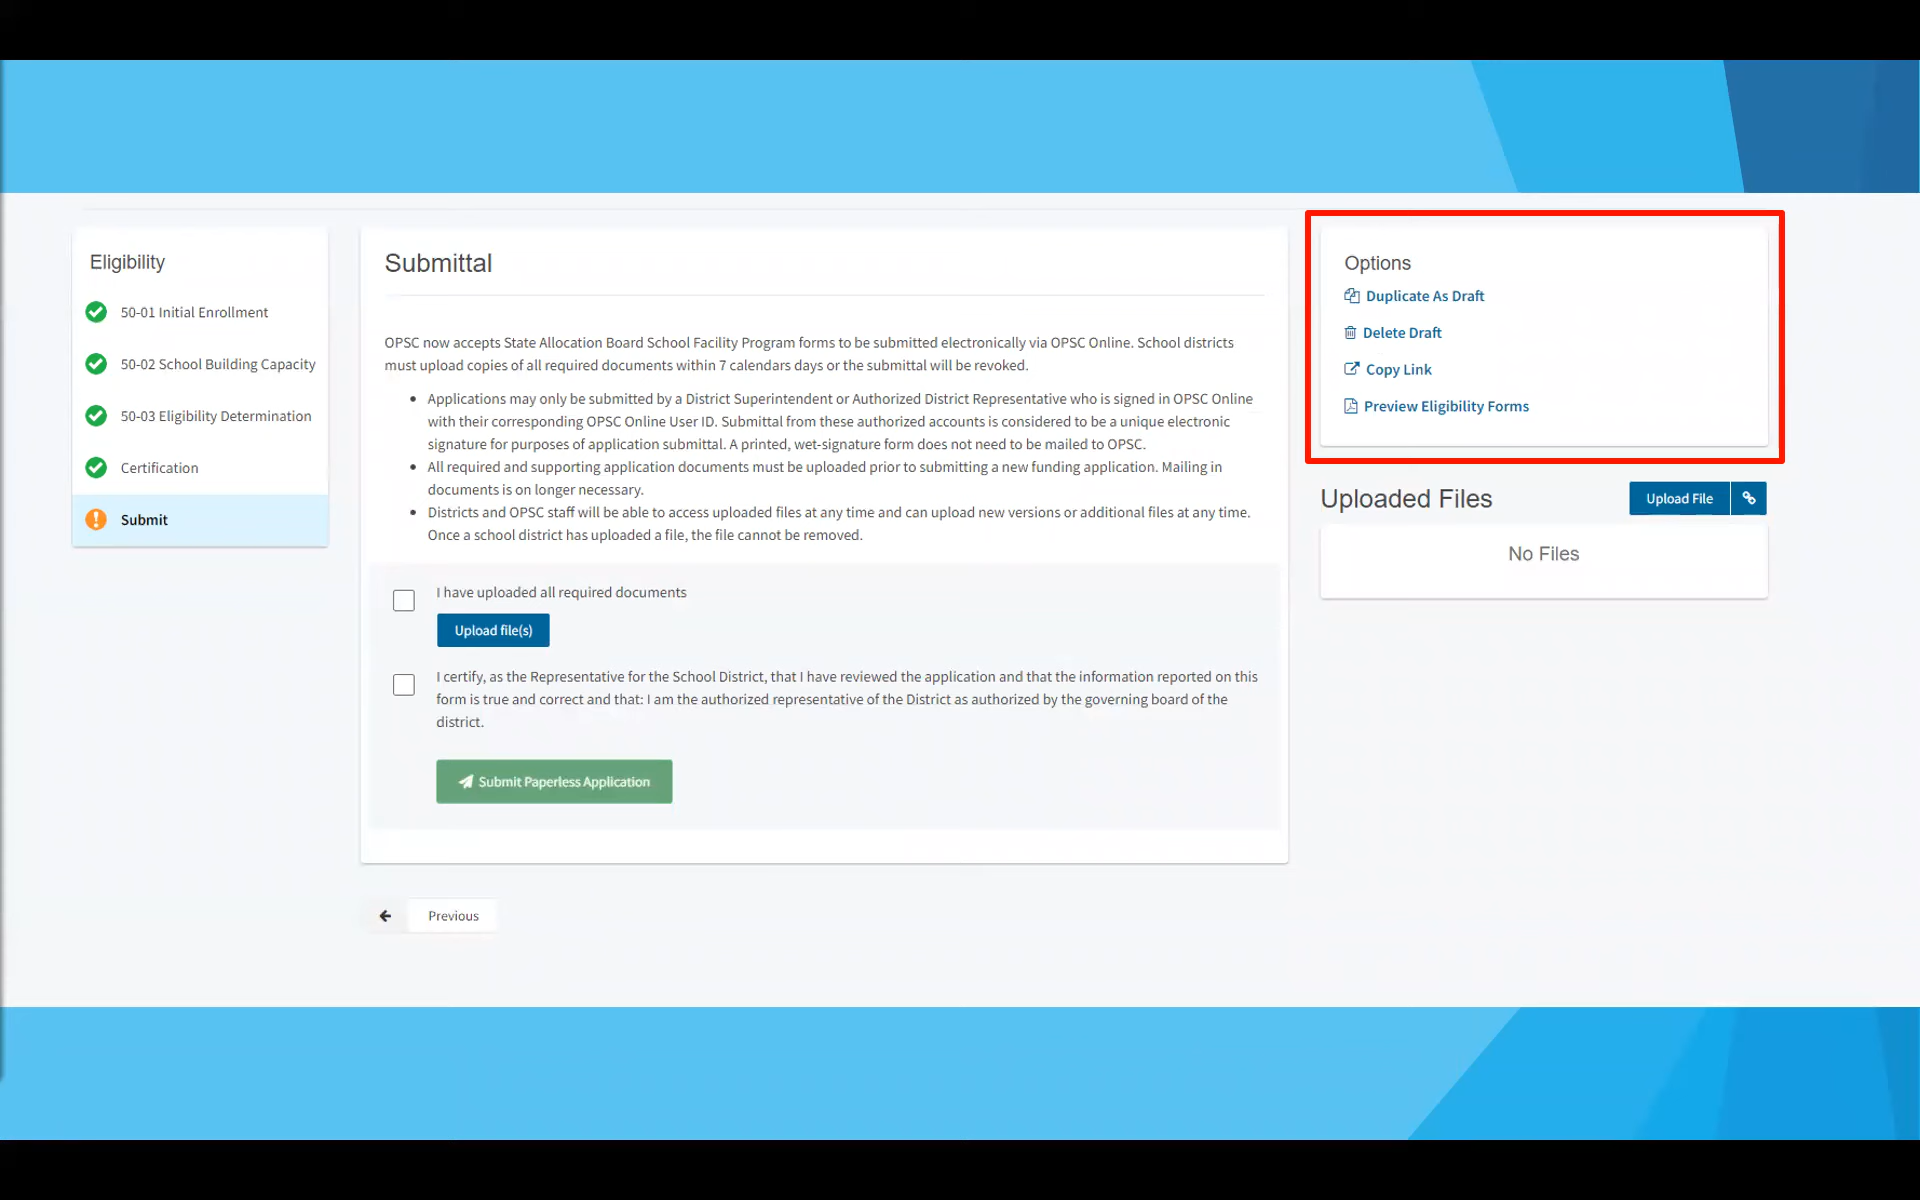 Eligibility
50-01 Initial Enrollment
50-02 School Building Capacity
50-03 Eligibility Determination
Certification
Submit
Submittal
OPSC now accepts State Allocation Board School Facility Program forms to be submitted electronically via OPSC Online. School districts
must upload copies of all required documents within 7 calendars days or the submittal will be revoked.
• Applications may only be submitted by a District Superintendent or Authorized District Representative who is signed in OPSC Online
with their corresponding OPSC Online User ID. Submittal from these authorized accounts is considered to be a unique electronic
signature for purposes of application submittal. A printed, wet-signature form does not need to be mailed to OPSC.
• All required and supporting application documents must be uploaded prior to submitting a new funding application. Mailing in
documents is on longer necessary.
• Districts and OPSC staff will be able to access uploaded files at any time and can upload new versions or additional files at any time.
Once a school district has uploaded a file, the file cannot be removed.
I have uploaded all required documents
Upload file(s)
I certify, as the Representative for the School District, that I have reviewed the application and that the information reported on this
form is true and correct and that: I am the authorized representative of the District as authorized by the governing board of the
district.
Submit Paperless Application
Previous
Options
Duplicate As Draft
Delete Draft
Copy Link
Preview Eligibility Forms
Uploaded Files
Upload File
No Files